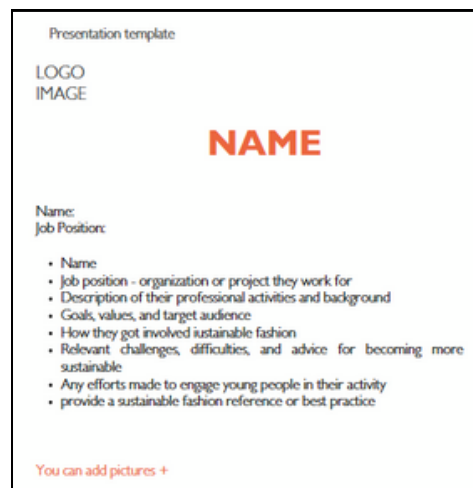 Presentation template
LOGO
IMAGE
NAME
Name:
Job Position:
• Name
• Job position - organization or project they work for
• Description of their professional activities and background
• Goals, values, and target audience
• How they got involved iustainable fashion
• Relevant challenges, difficulties, and advice for becoming more
sustainable
• Any efforts made to engage young people in their activity
• provide a sustainable fashion reference or best practice
You can add pictures +